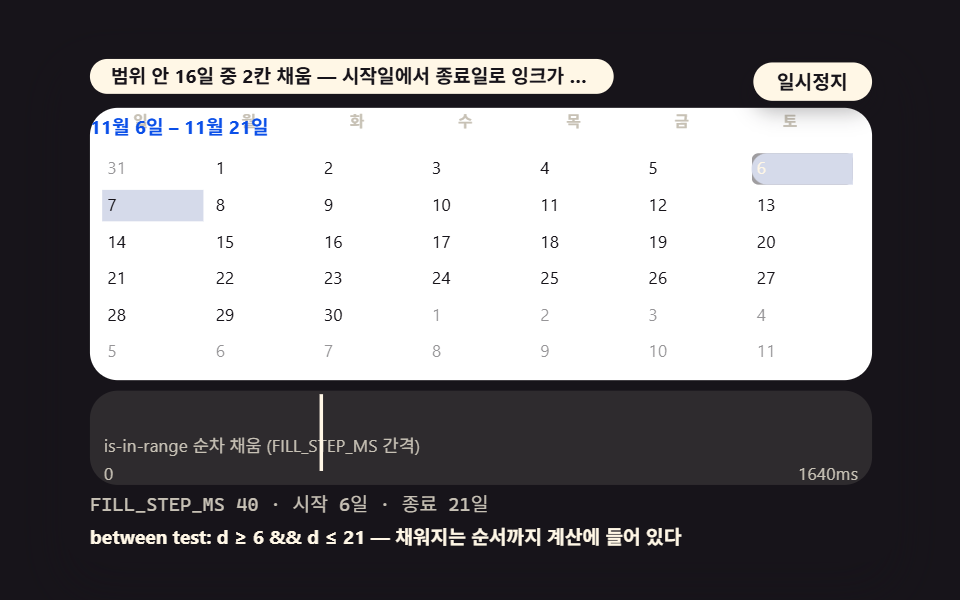 범위 안 16일 중 2칸 채움 — 시작일에서 종료일로 잉크가 …
일시정지
일 월 화 수 목 금 토
11월 6일 – 11월 21일
31 1 2 3 4 5 6
7 8 9 10 11 12 13
14 15 16 17 18 19 20
21 22 23 24 25 26 27
28 29 30 1 2 3 4
5 6 7 8 9 10 11
is-in-range 순차 채움 (FILL_STEP_MS 간격)
0 1640ms
FILL_STEP_MS 40 · 시작 6일 · 종료 21일
between test: d ≥ 6 && d ≤ 21 — 채워지는 순서까지 계산에 들어 있다